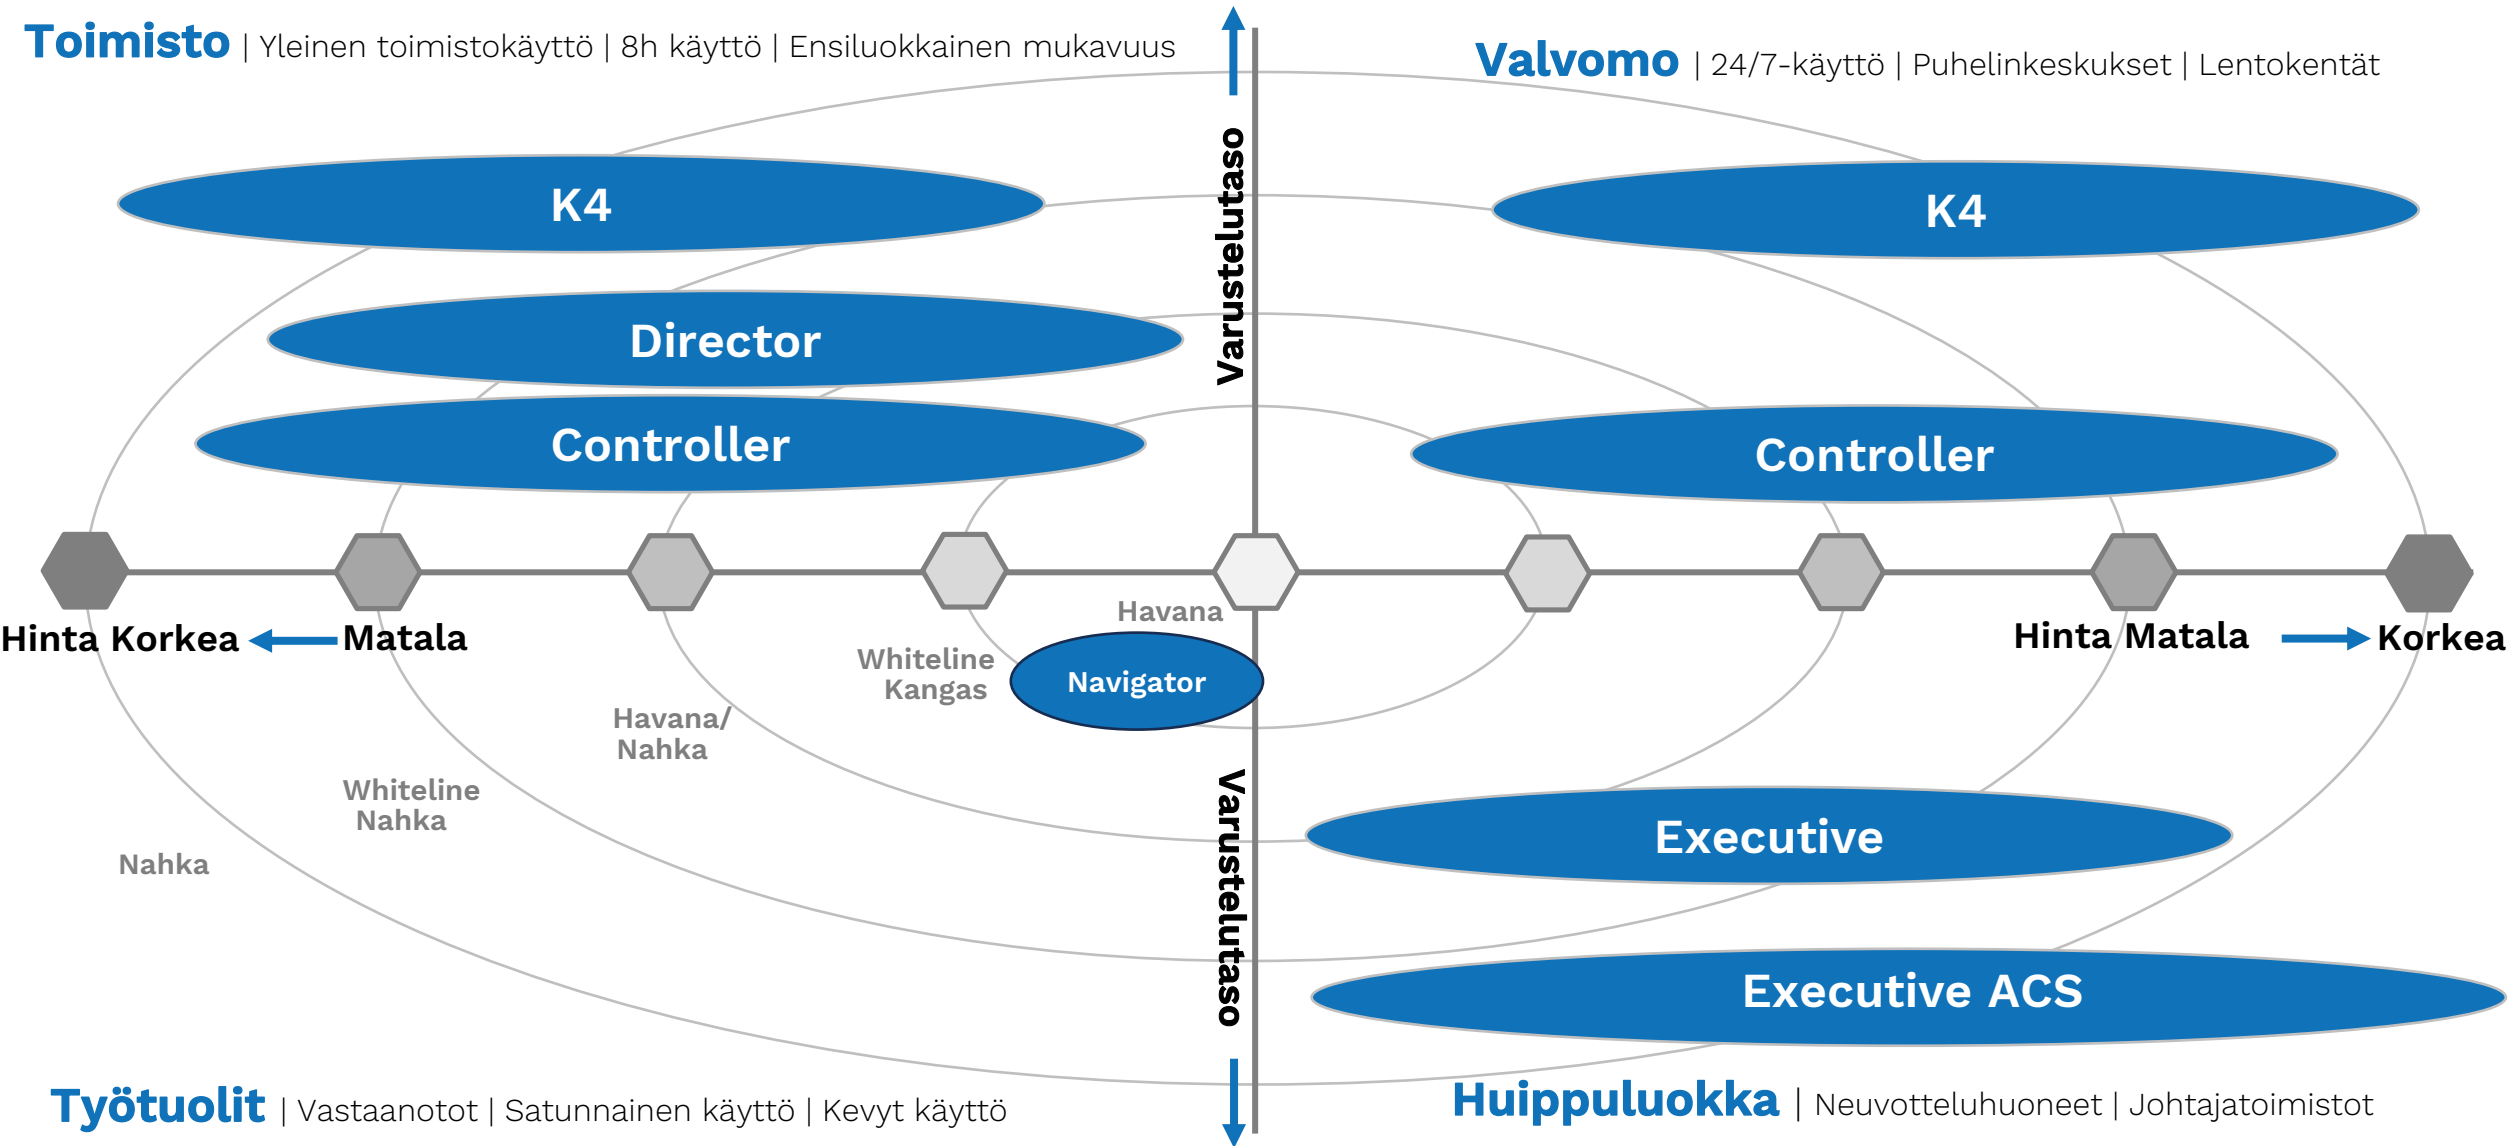 Toimisto | Yleinen toimistokäyttö | 8h käyttö | Ensiluokkainen mukavuus
Valvomo | 24/7-käyttö | Puhelinkeskukset | Lentokentät
Varustelutaso
K4
K4
Director
Controller
Controller
Hinta Korkea
Matala
Havana
Hinta Matala
Korkea
Whiteline
Kangas
Navigator
Havana/
Nahka
Whiteline
Nahka
Nahka
Varustelutaso
Executive
Executive ACS
Työtuolit | Vastaanotot | Satunnainen käyttö | Kevyt käyttö
Huippuluokka | Neuvotteluhuoneet | Johtajatoimistot